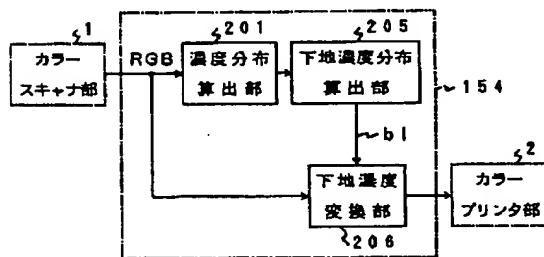 1
カラー
スキャナ部
RGB
201
濃度分布
算出部
205
下地濃度分布
算出部
154
bl
下地濃度
変換部
206
2
カラー
プリンタ部